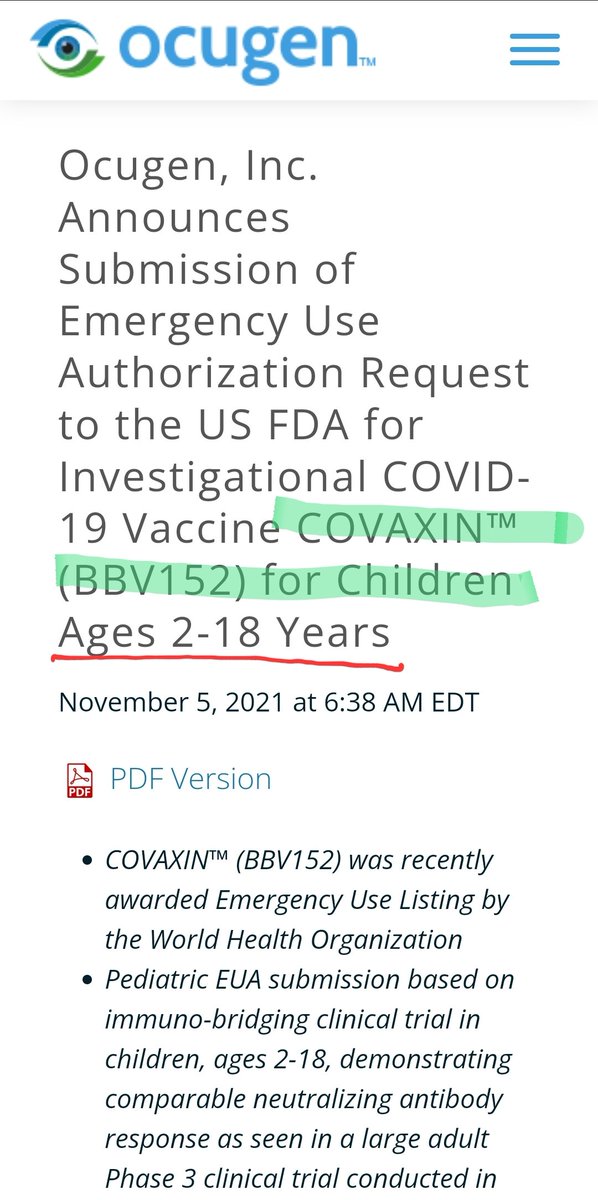 ocugen™
Ocugen, Inc.
Announces
Submission of
Emergency Use
Authorization Request
to the US FDA for
Investigational COVID-
19 Vaccine COVAXIN™
(BBV152) for Children
Ages 2-18 Years
November 5, 2021 at 6:38 AM EDT
PDF PDF Version
• COVAXIN™ (BBV152) was recently
awarded Emergency Use Listing by
the World Health Organization
• Pediatric EUA submission based on
immuno-bridging clinical trial in
children, ages 2-18, demonstrating
comparable neutralizing antibody
response as seen in a large adult
Phase 3 clinical trial conducted in